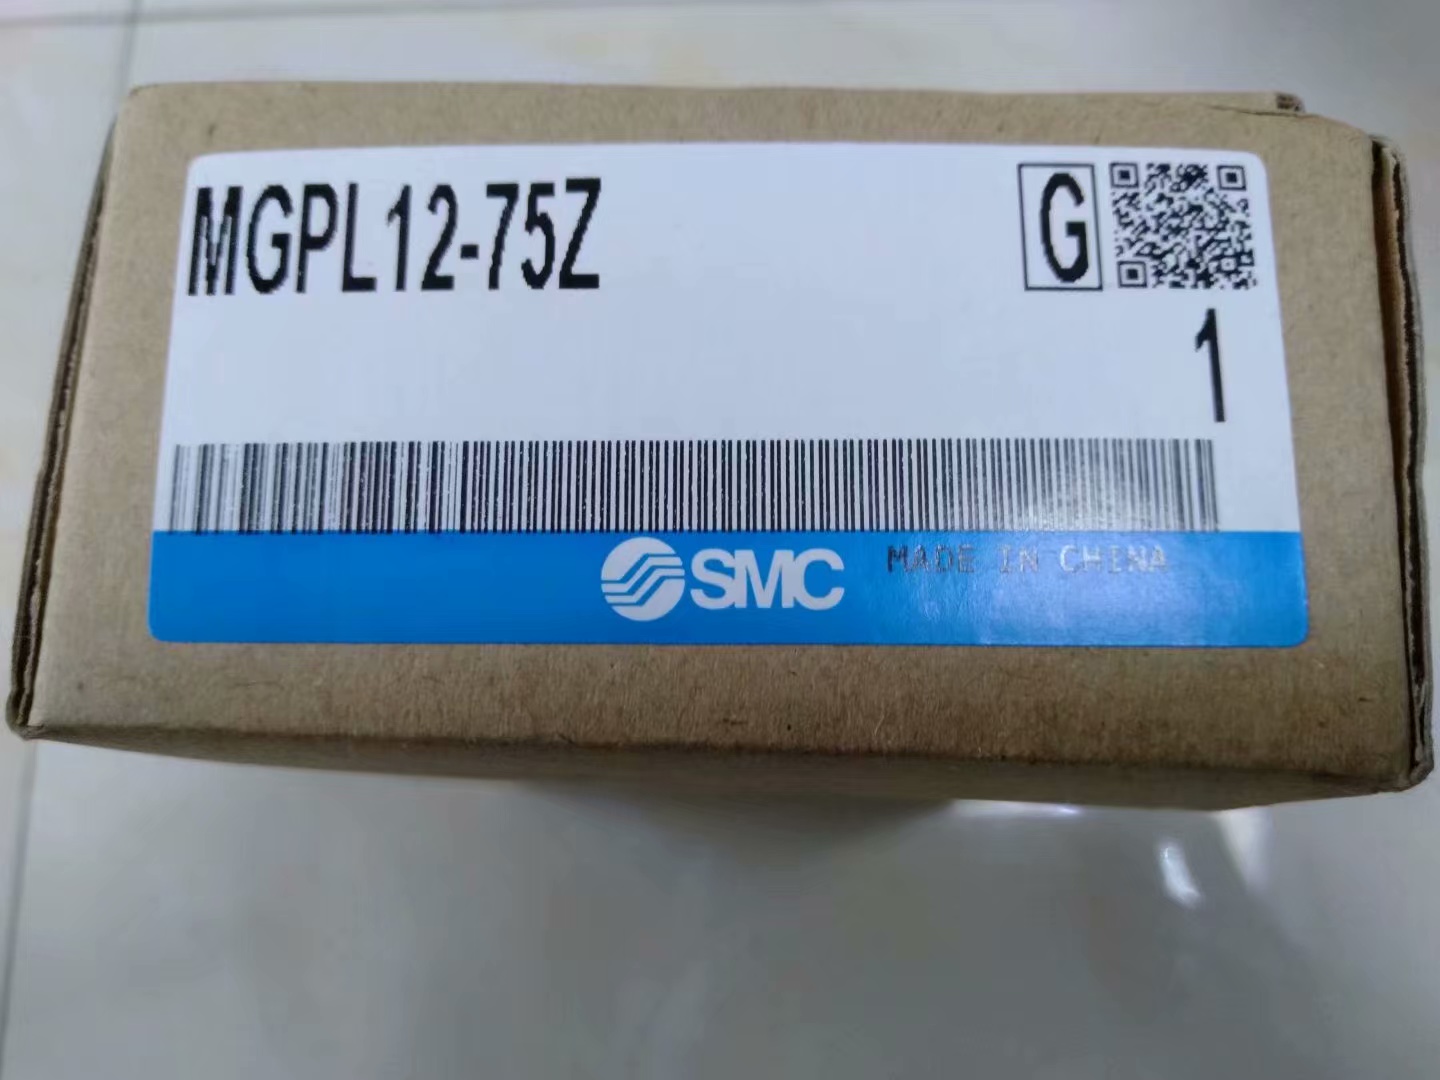 MGPL12-75Z
G
1
SMC
MADE IN CHINA